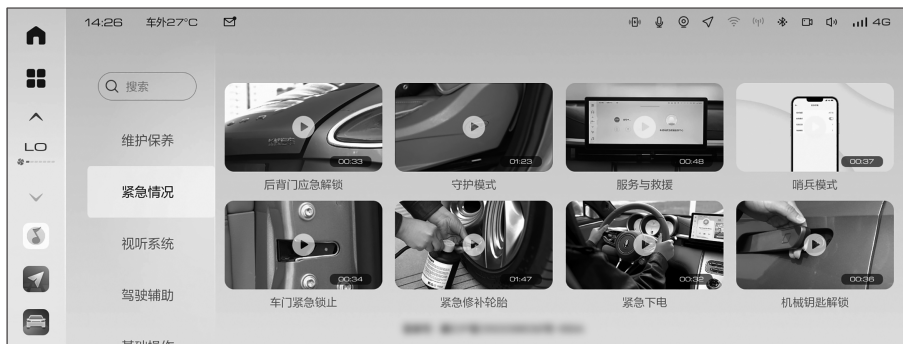 14:26 车外27°C
4G
LO
搜索
维护保养
紧急情况
视听系统
驾驶辅助
基础操作
00:33
01:23
00:48
00:37
后背门应急解锁
守护模式
服务与救援
哨兵模式
00:34
01:47
00:32
00:36
车门紧急锁止
紧急修补轮胎
紧急下电
机械钥匙解锁